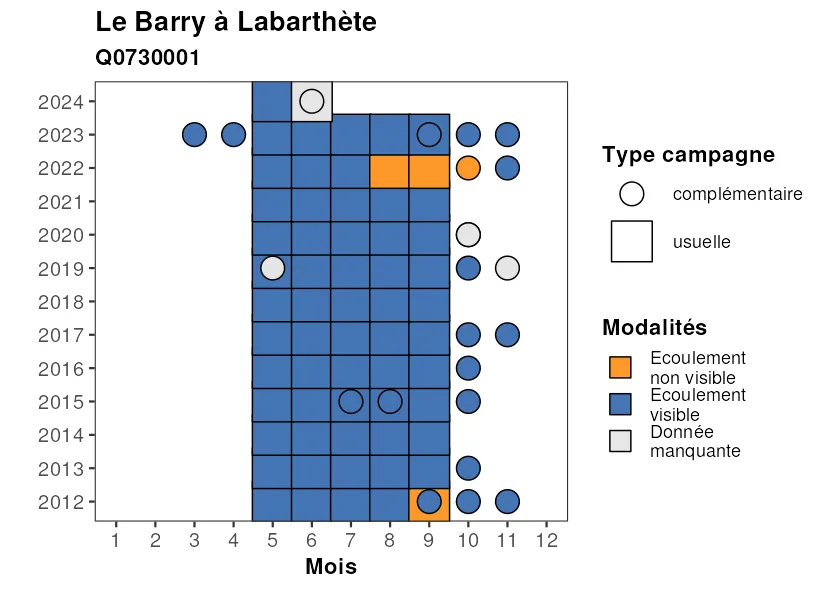 Le Barry à Labarthète
Q0730001
2024
2023
2022
2021
2020
2019
2018
2017
2016
2015
2014
2013
2012
1 2 3 4 5 6 7 8 9 10 11 12
Mois
Type campagne
complémentaire
usuelle
Modalités
Ecoulement
non visible
Ecoulement
visible
Donnée
manquante